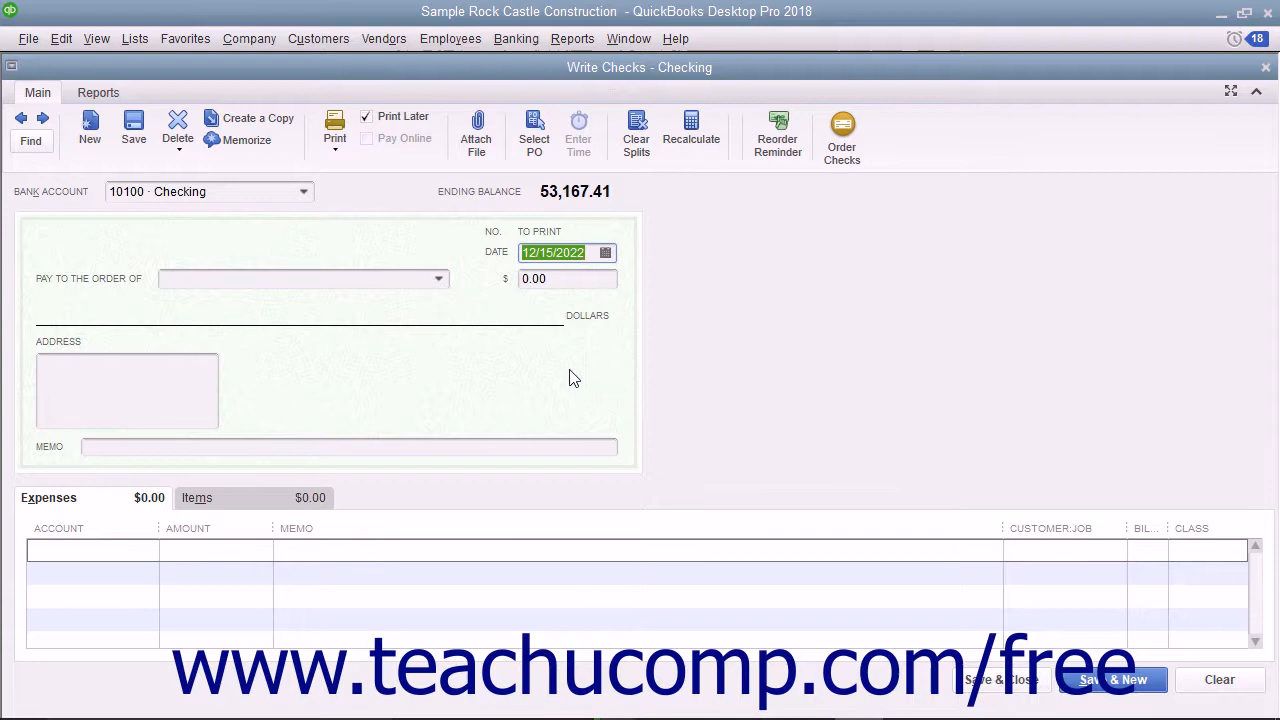 Sample Rock Castle Construction - QuickBooks Desktop Pro 2018
File Edit View Lists Favorites Company Customers Vendors Employees Banking Reports Window Help 18
Write Checks - Checking
Main Reports
Find New Save Delete Create a Copy Memorize Print Print Later Pay Online Attach File Select PO Enter Time Clear Splits Recalculate Reorder Reminder Order Checks
BANK ACCOUNT 10100 · Checking ENDING BALANCE 53,167.41
NO. TO PRINT
DATE 12/15/2022
PAY TO THE ORDER OF $ 0.00
DOLLARS
ADDRESS
MEMO
Expenses $0.00 Items $0.00
ACCOUNT AMOUNT MEMO CUSTOMER:JOB BIL... CLASS
www.teachucomp.com/free
Save & Close Save & New Clear